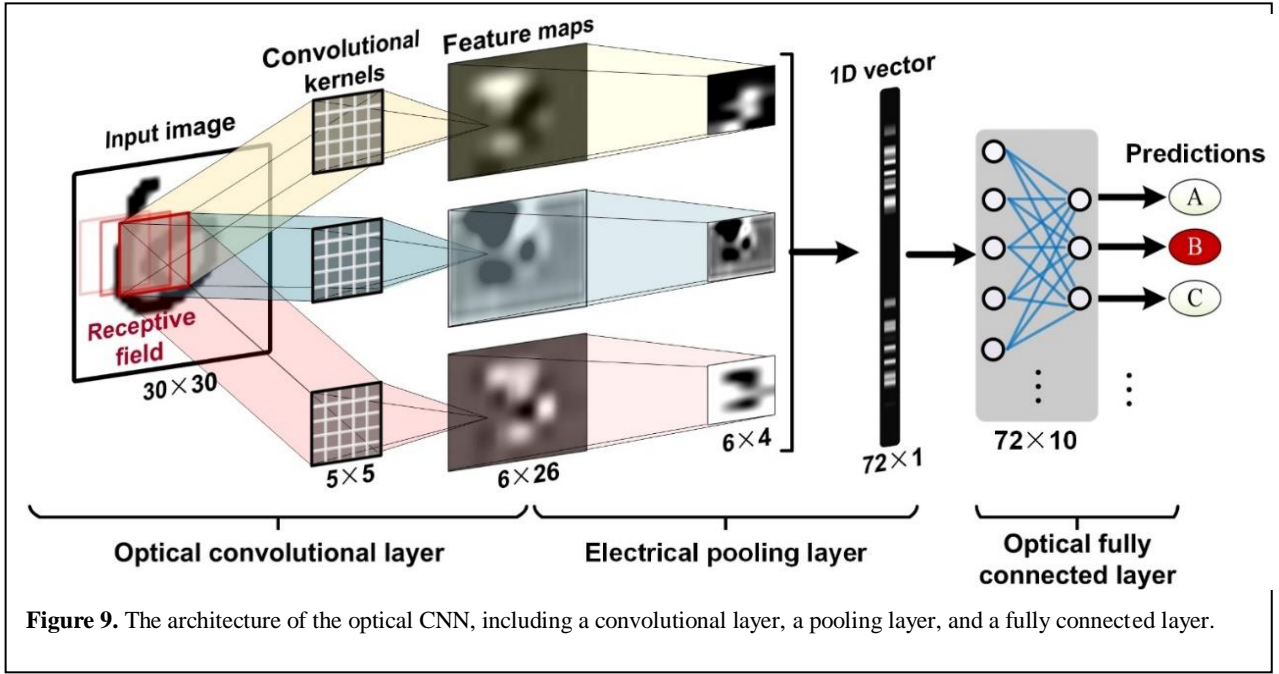 Convolutional
kernels
Feature maps
1D vector
Input image
Predictions
A
B
C
Receptive
field
30×30
5×5
6×26
6×4
72×1
72×10
Optical convolutional layer
Electrical pooling layer
Optical fully
connected layer
Figure 9. The architecture of the optical CNN, including a convolutional layer, a pooling layer, and a fully connected layer.